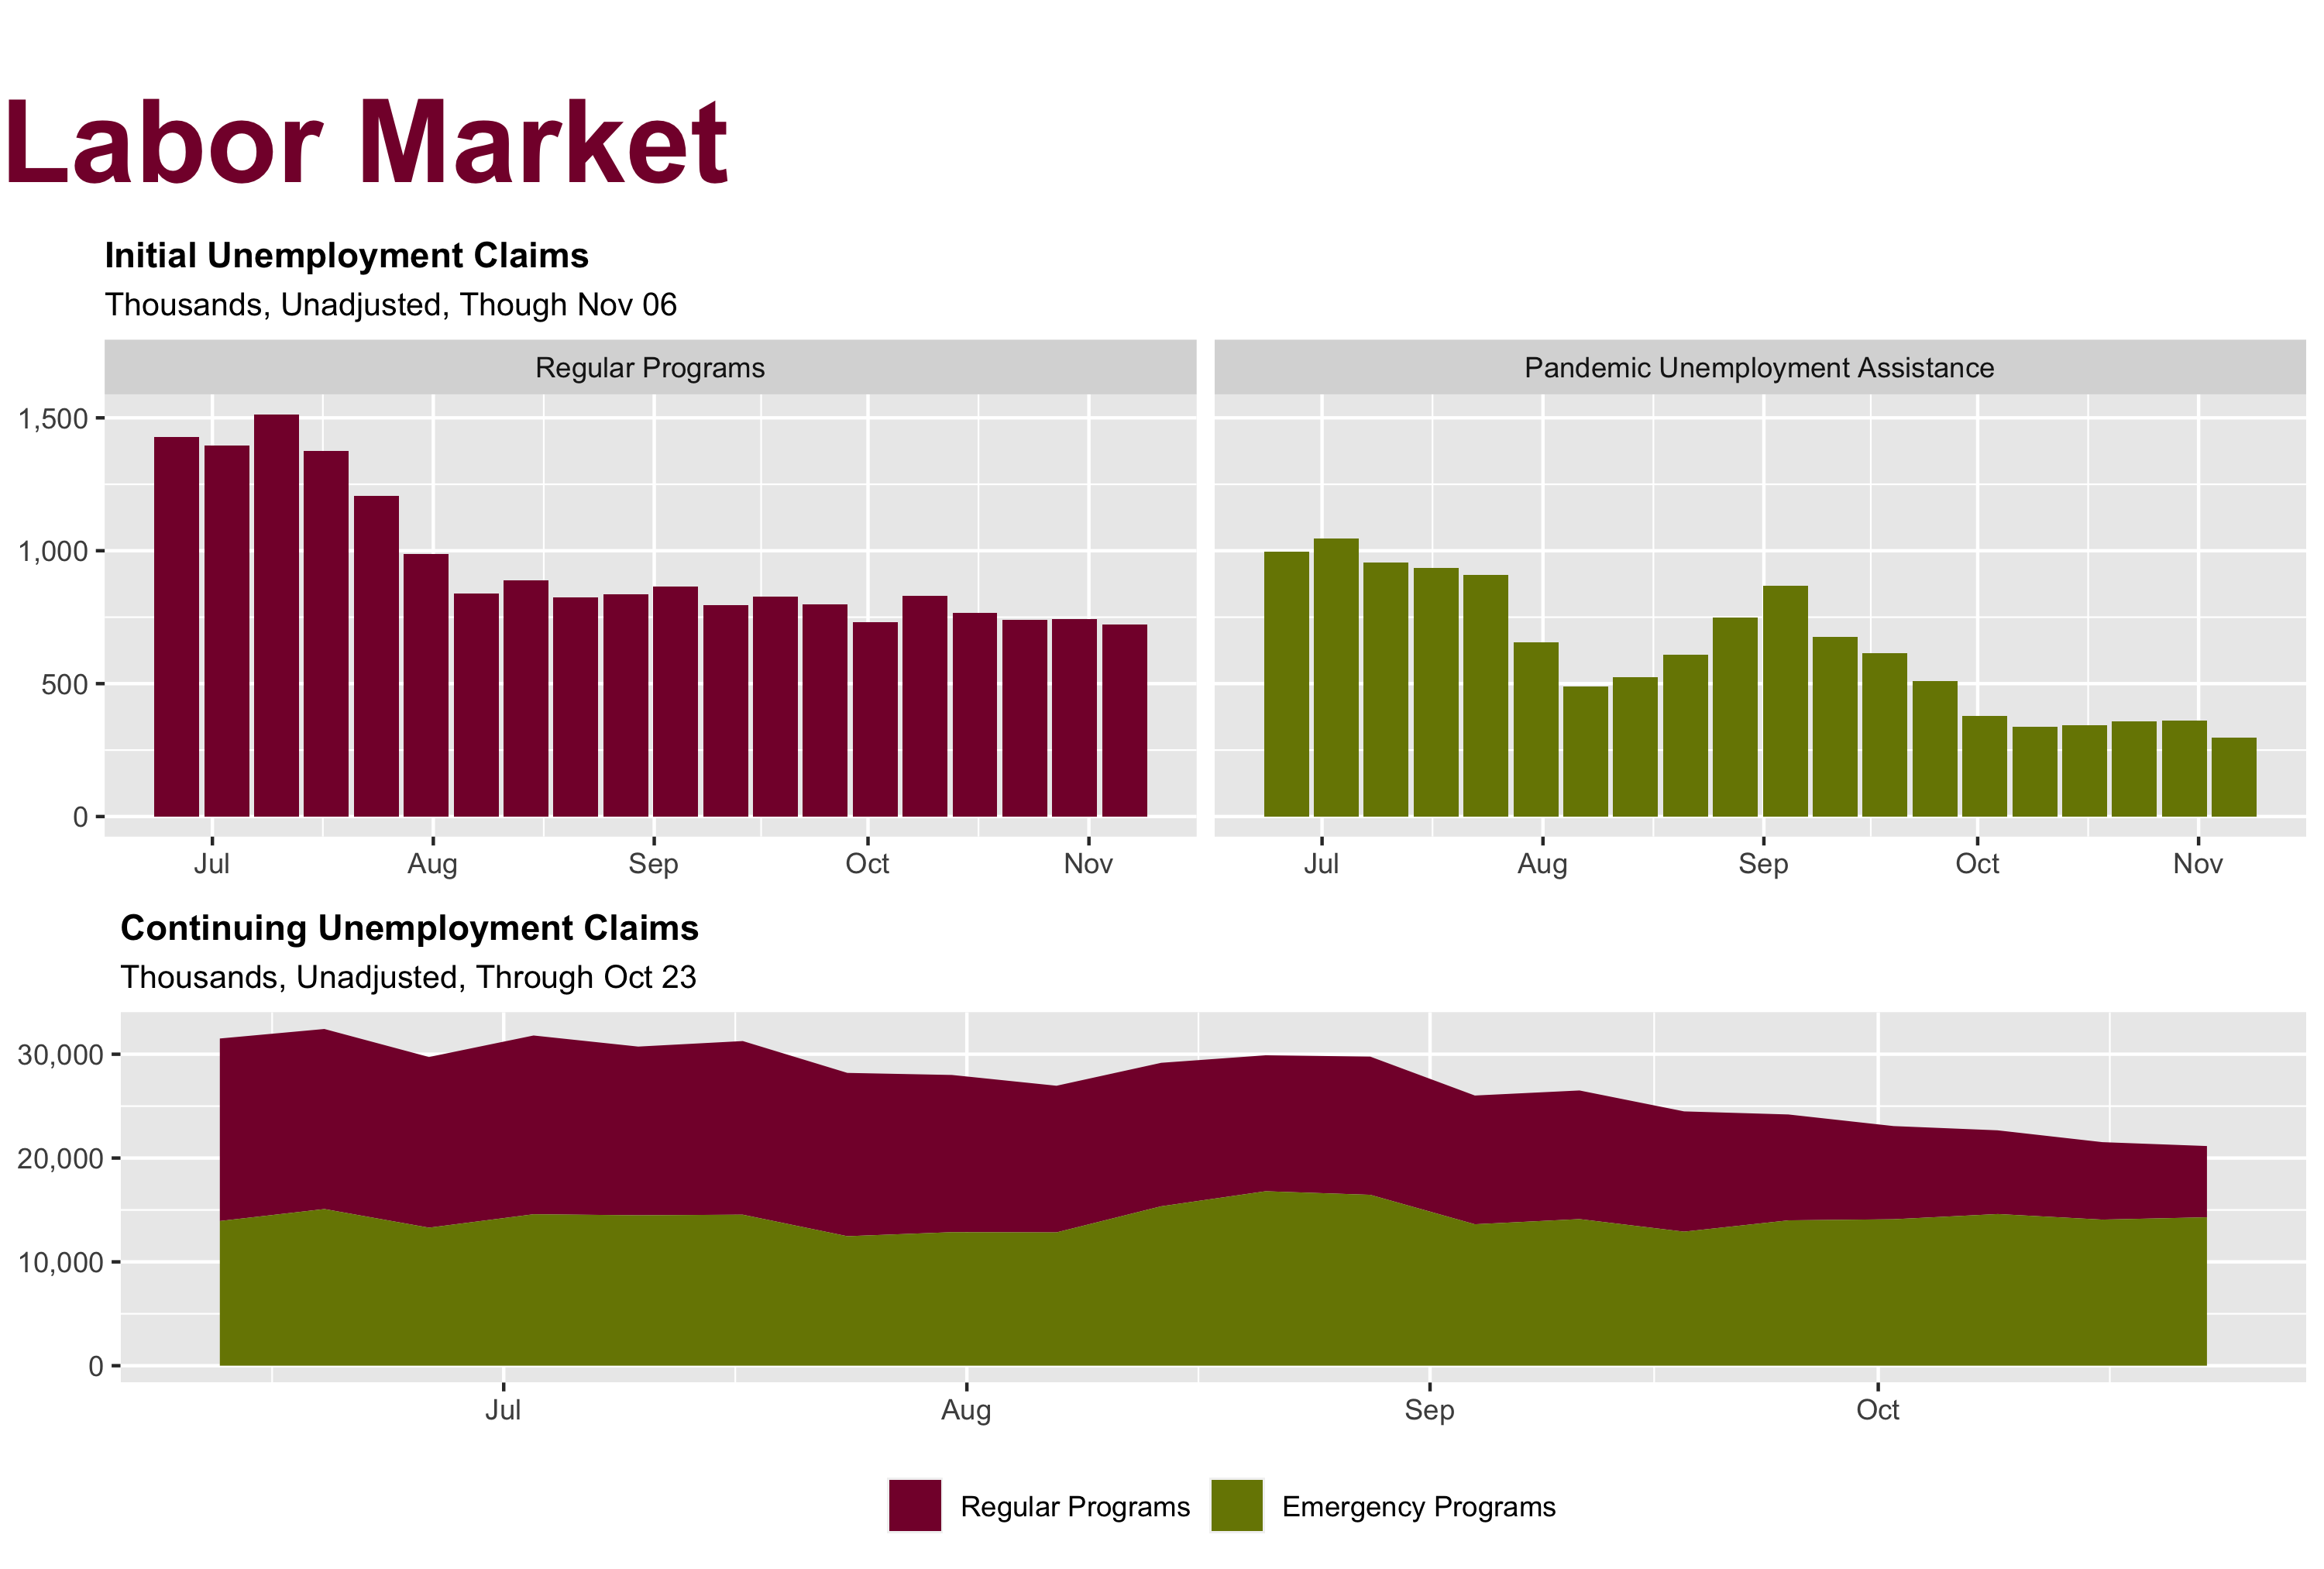 Labor Market
Initial Unemployment Claims
Thousands, Unadjusted, Though Nov 06
Regular Programs
Pandemic Unemployment Assistance
1,500
1,000
500
0
Jul Aug Sep Oct Nov
Jul Aug Sep Oct Nov
Continuing Unemployment Claims
Thousands, Unadjusted, Through Oct 23
30,000
20,000
10,000
0
Jul Aug Sep Oct
Regular Programs
Emergency Programs